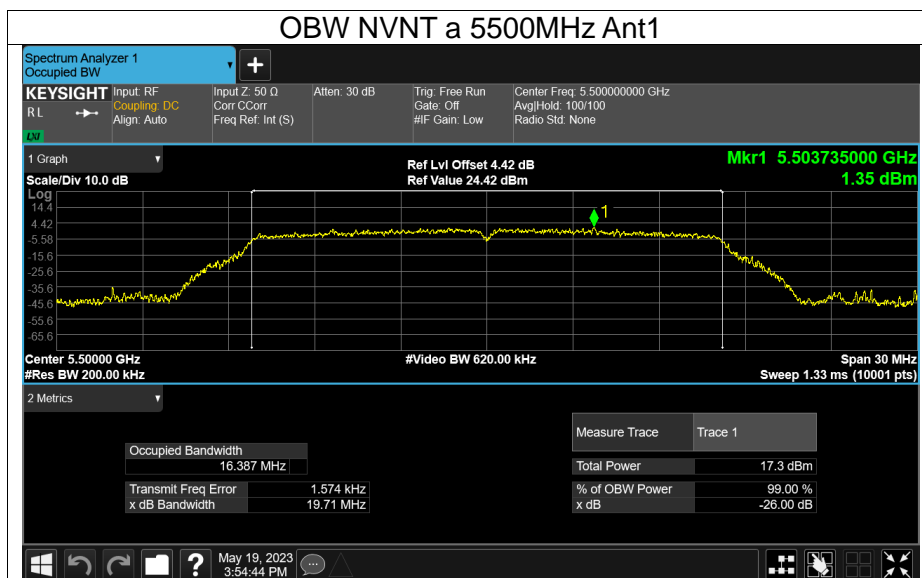 OBW NVNT a 5500MHz Ant1
Spectrum Analyzer 1
Occupied BW
KEYSIGHT
R L
LXI
Input: RF
Coupling: DC
Align: Auto
Input Z: 50 Ω
Corr CCorr
Freq Ref: Int (S)
Atten: 30 dB
Trig: Free Run
Gate: Off
#IF Gain: Low
Center Freq: 5.500000000 GHz
Avg|Hold: 100/100
Radio Std: None
1 Graph
Scale/Div 10.0 dB
Ref Lvl Offset 4.42 dB
Ref Value 24.42 dBm
Mkr1 5.503735000 GHz
1.35 dBm
Log
14.4
4.42
-5.58
-15.6
-25.6
-35.6
-45.6
-55.6
-65.6
1
Center 5.50000 GHz
#Res BW 200.00 kHz
#Video BW 620.00 kHz
Span 30 MHz
Sweep 1.33 ms (10001 pts)
2 Metrics
Occupied Bandwidth
16.387 MHz
Transmit Freq Error 1.574 kHz
x dB Bandwidth 19.71 MHz
Measure Trace Trace 1
Total Power 17.3 dBm
% of OBW Power 99.00 %
x dB -26.00 dB
?
May 19, 2023
3:54:44 PM